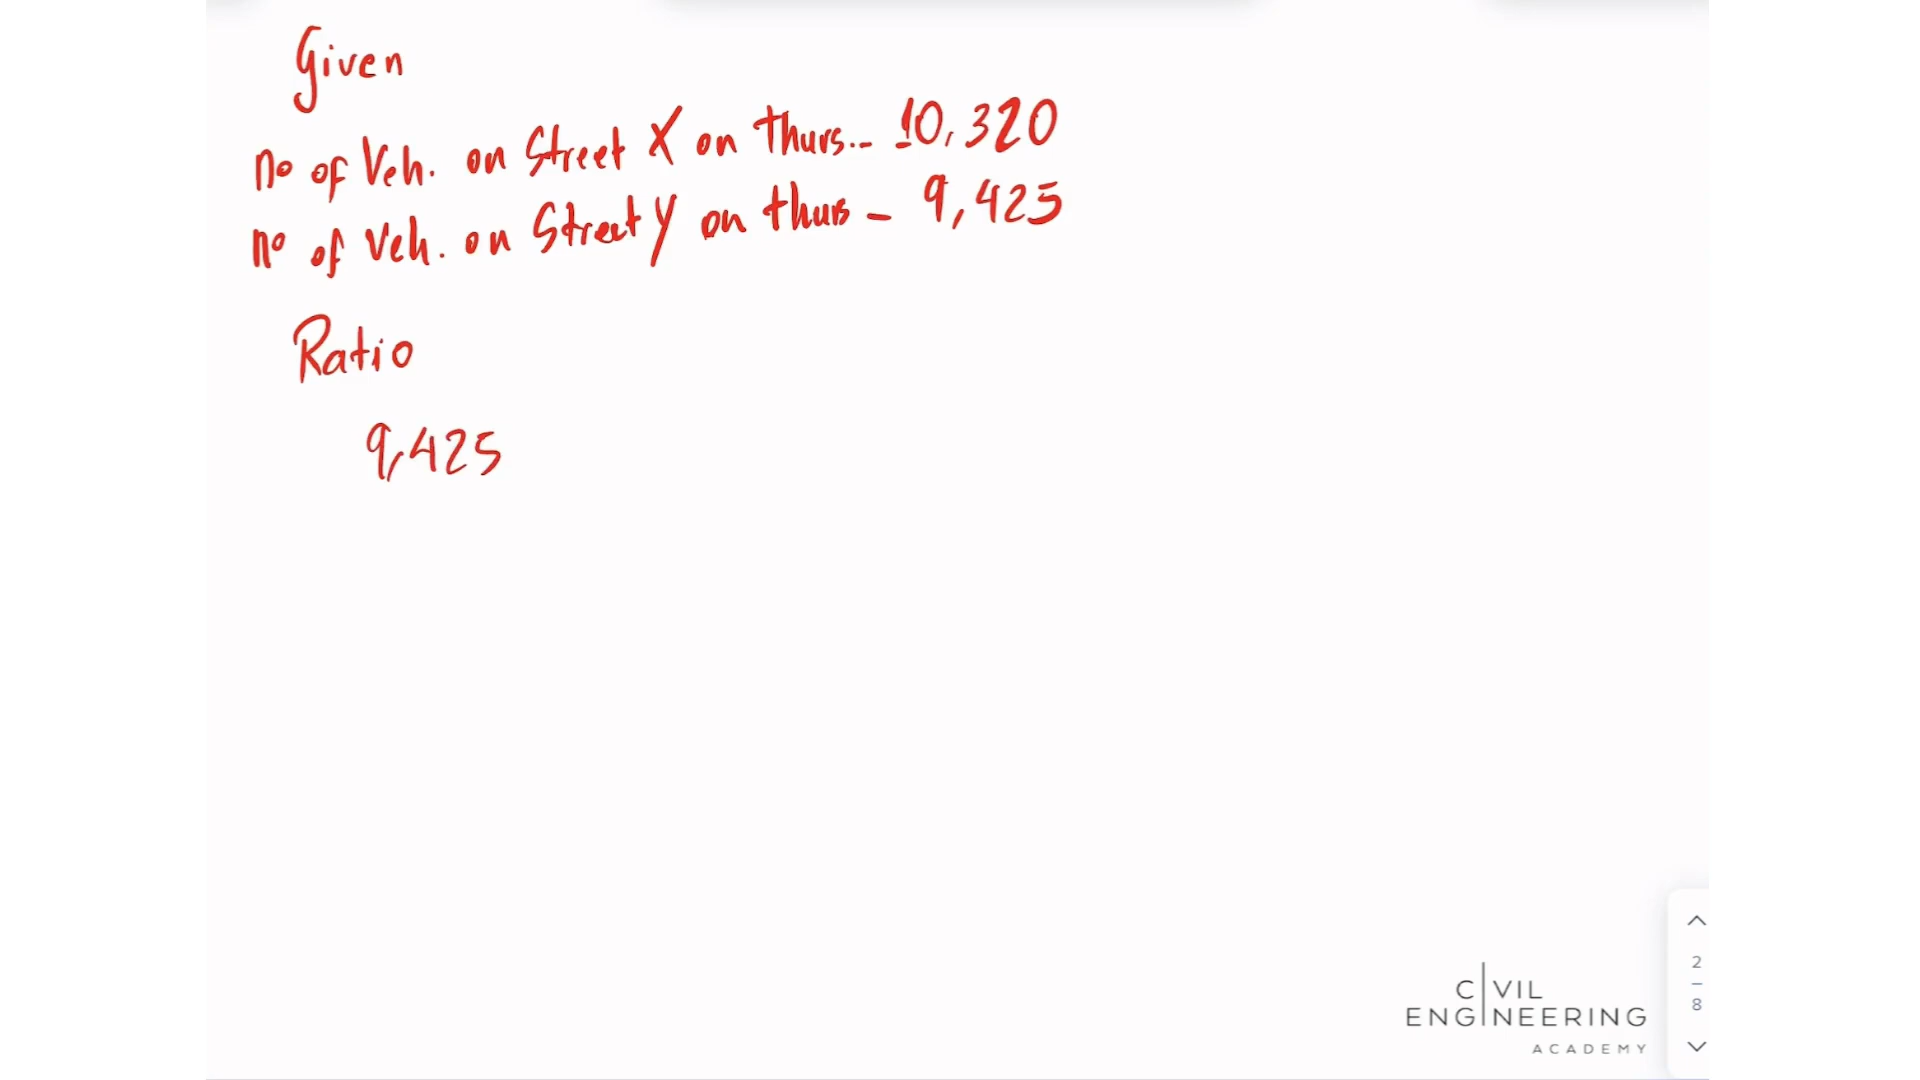 Given
no of Veh. on Street X on thurs.- 10,320
no of Veh. on Street Y on thurs - 9,425
Ratio
9,425
2
8
CIVIL
ENGINEERING
ACADEMY